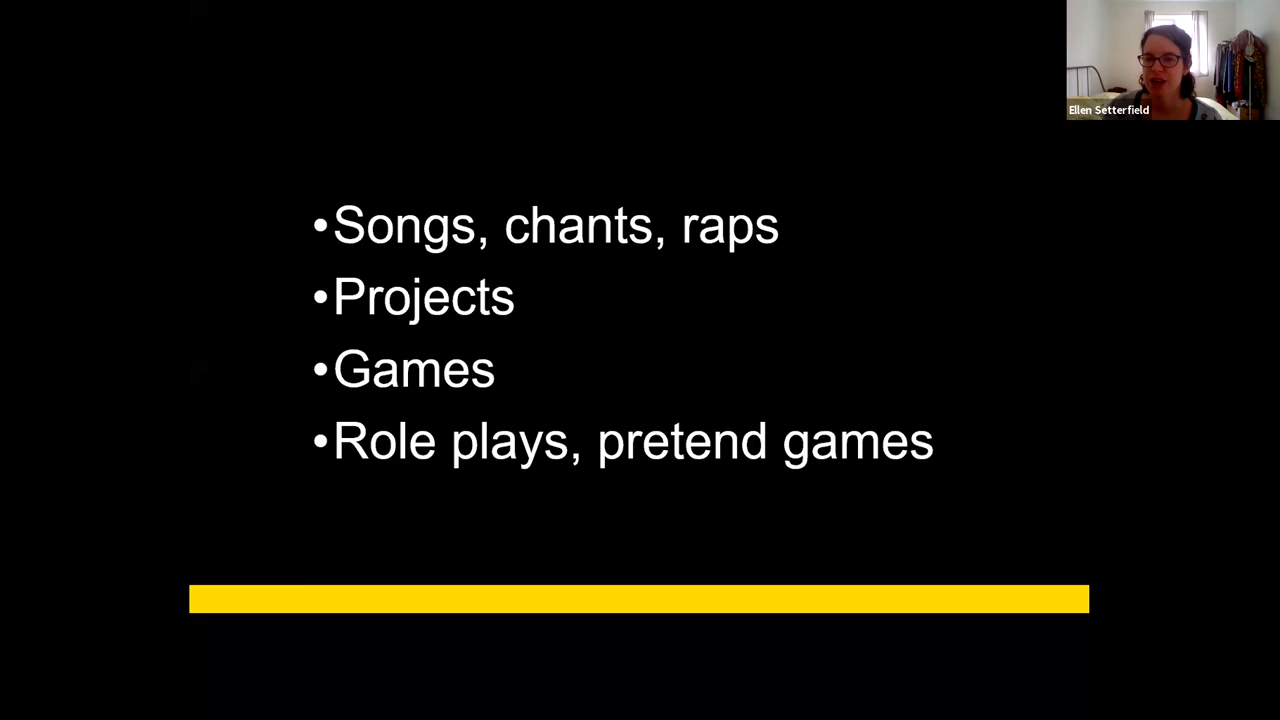 Ellen Setterfield
•Songs, chants, raps
•Projects
•Games
•Role plays, pretend games